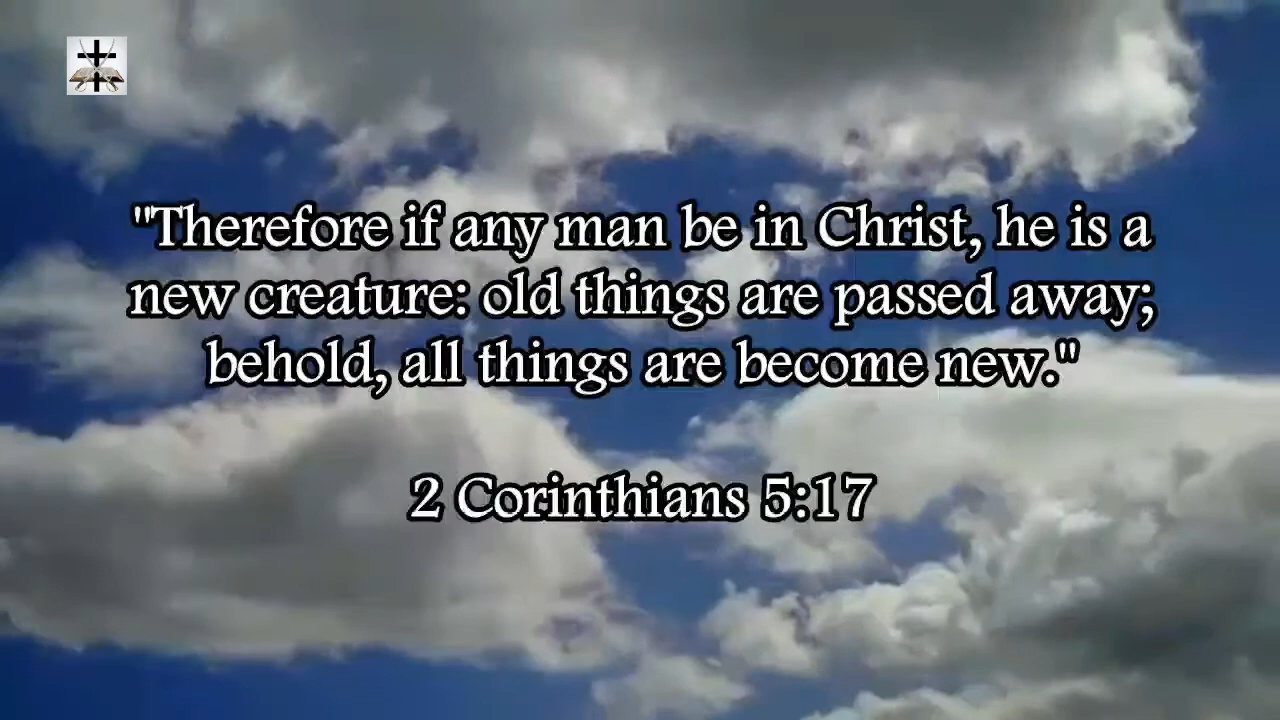 "Therefore if any man be in Christ, he is a
new creature: old things are passed away;
behold, all things are become new."
2 Corinthians 5:17